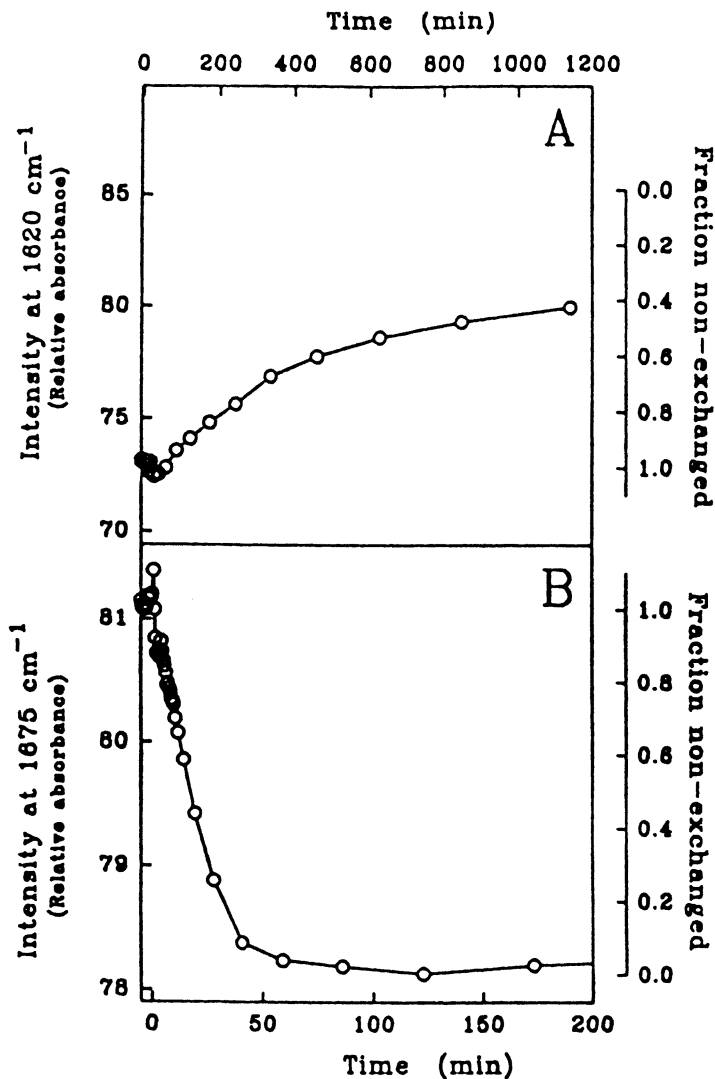 Time (min)
0 200 400 600 800 1000 1200
A
Intensity at 1620 cm⁻¹
(Relative absorbance)
85
80
75
70
Fraction non-exchanged
0.0
0.2
0.4
0.6
0.8
1.0
B
Intensity at 1675 cm⁻¹
(Relative absorbance)
81
80
79
78
Fraction non-exchanged
1.0
0.8
0.6
0.4
0.2
0.0
0 50 100 150 200
Time (min)